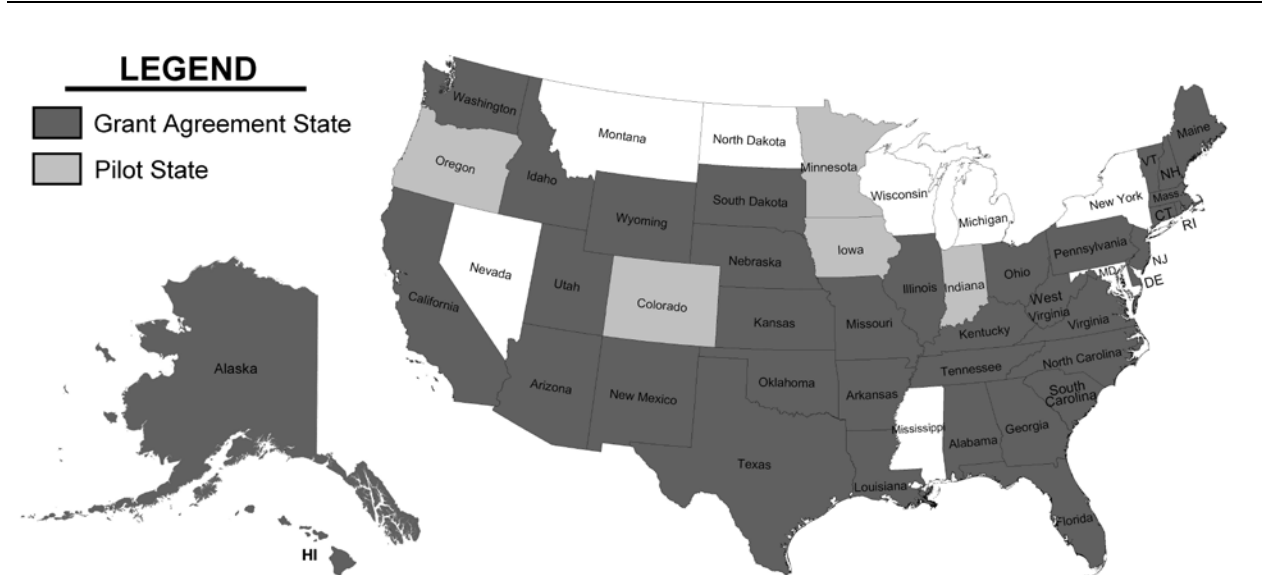 LEGEND
Grant Agreement State
Pilot State
Washington
Montana
North Dakota
Minnesota
Maine
Oregon
Idaho
VT
NH
Wisconsin
Mass
New York
South Dakota
Michigan
CT
RI
Wyoming
Iowa
Pennsylvania
Nebraska
NJ
Nevada
Ohio
MD
DE
Utah
Illinois
Indiana
California
Colorado
West
Virginia
Kansas
Missouri
Virginia
Kentucky
Alaska
Tennessee
North Carolina
Arizona
Oklahoma
New Mexico
Arkansas
South
Carolina
Mississippi
Georgia
Alabama
Texas
Louisiana
Florida
HI